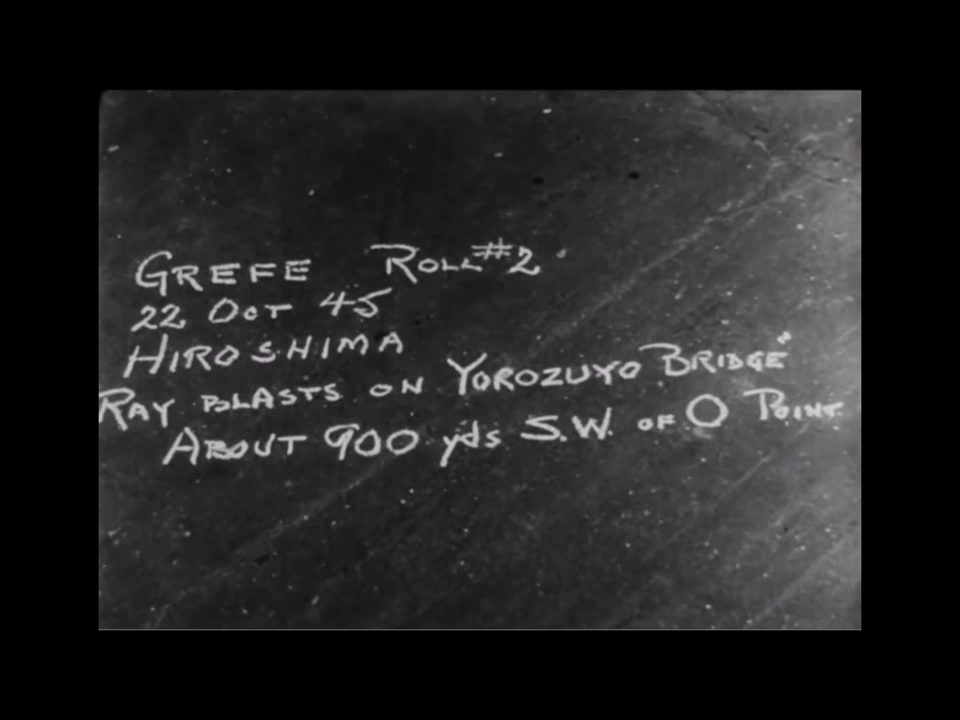 GREFE ROLL #2
22 OCT 45
HIROSHIMA
RAY BLASTS ON YOROZUYO BRIDGE"
ABOUT 900 yds S.W. OF O POINT